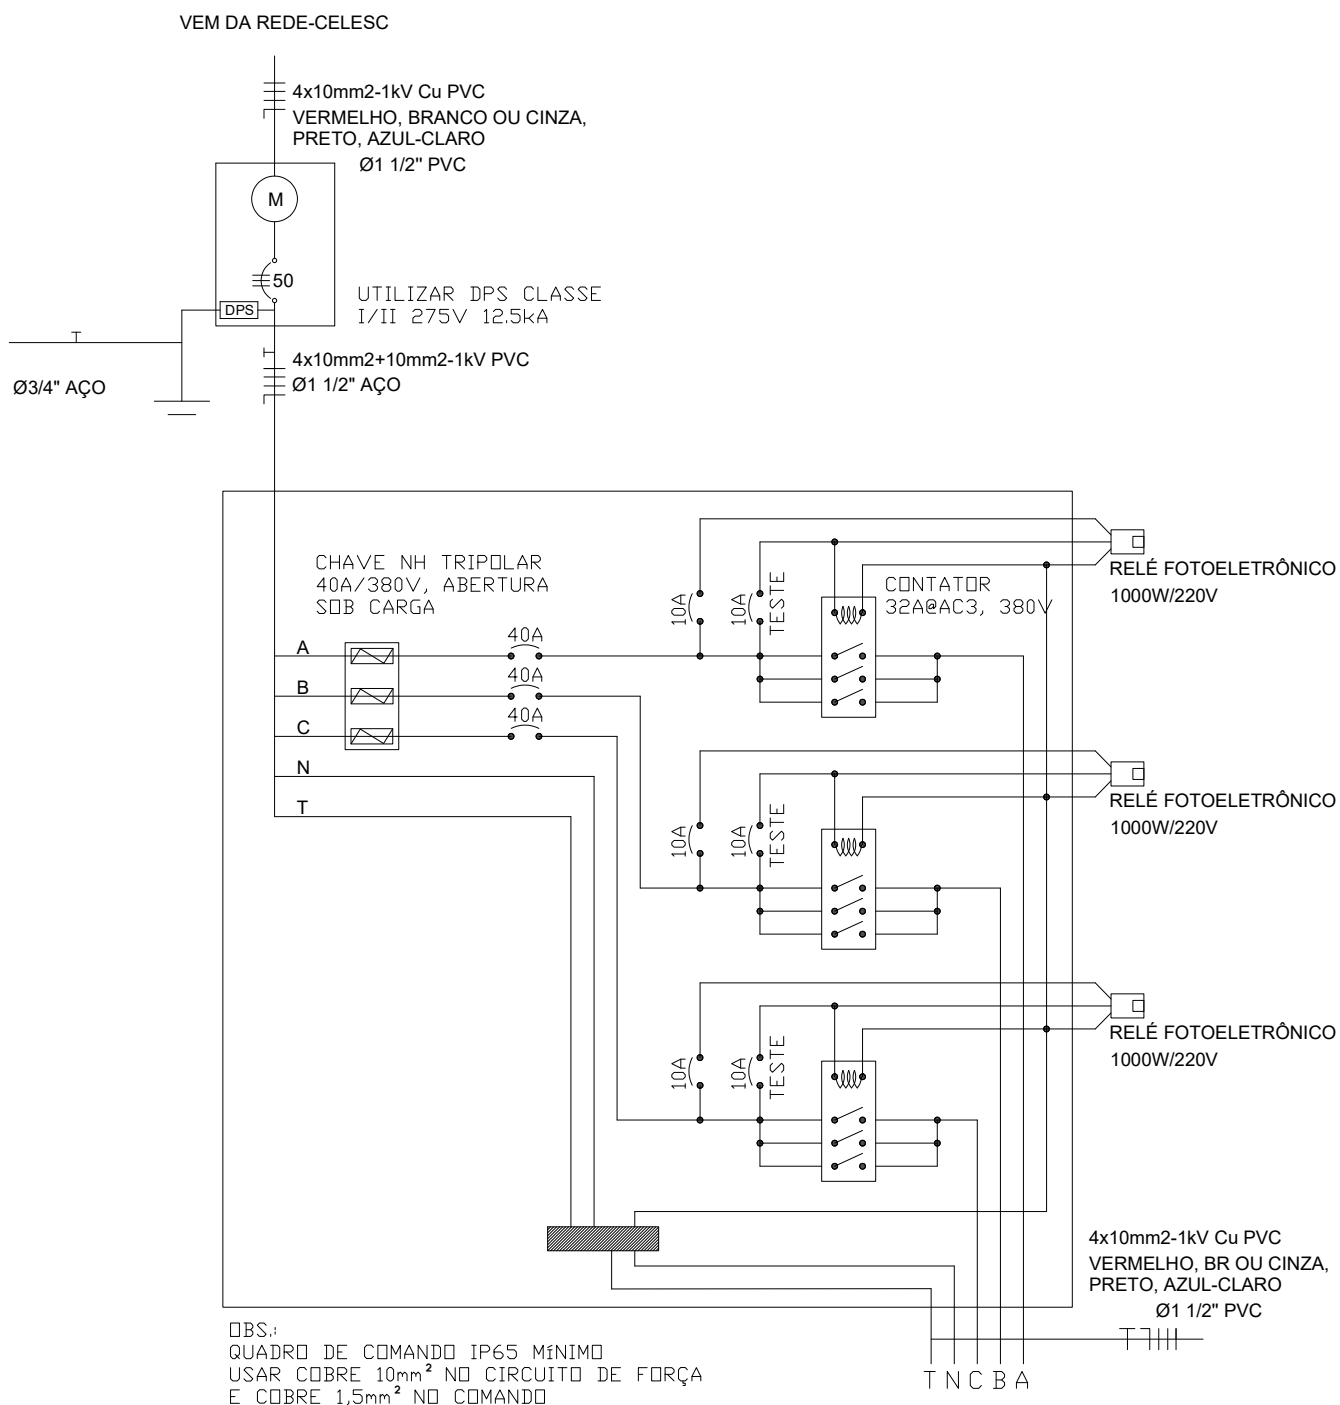 VEM DA REDE-CELESC
4x10mm2-1kV Cu PVC
VERMELHO, BRANCO OU CINZA,
PRETO, AZUL-CLARO
Ø1 1/2" PVC
M
50
DPS
UTILIZAR DPS CLASSE
I/II 275V 12.5kA
T
4x10mm2+10mm2-1kV PVC
Ø1 1/2" AÇO
Ø3/4" AÇO
CHAVE NH TRIPOLAR
40A/380V, ABERTURA
SOB CARGA
A
40A
B
40A
C
40A
N
T
10A
10A
TESTE
CONTATOR
32A@AC3, 380V
RELÉ FOTOELETRÔNICO
1000W/220V
10A
10A
TESTE
RELÉ FOTOELETRÔNICO
1000W/220V
10A
10A
TESTE
RELÉ FOTOELETRÔNICO
1000W/220V
4x10mm2-1kV Cu PVC
VERMELHO, BR OU CINZA,
PRETO, AZUL-CLARO
Ø1 1/2" PVC
T N C B A
OBS.:
QUADRO DE COMANDO IP65 MíNIMO
USAR COBRE 10mm² NO CIRCUITO DE FORÇA
E COBRE 1,5mm² NO COMANDO